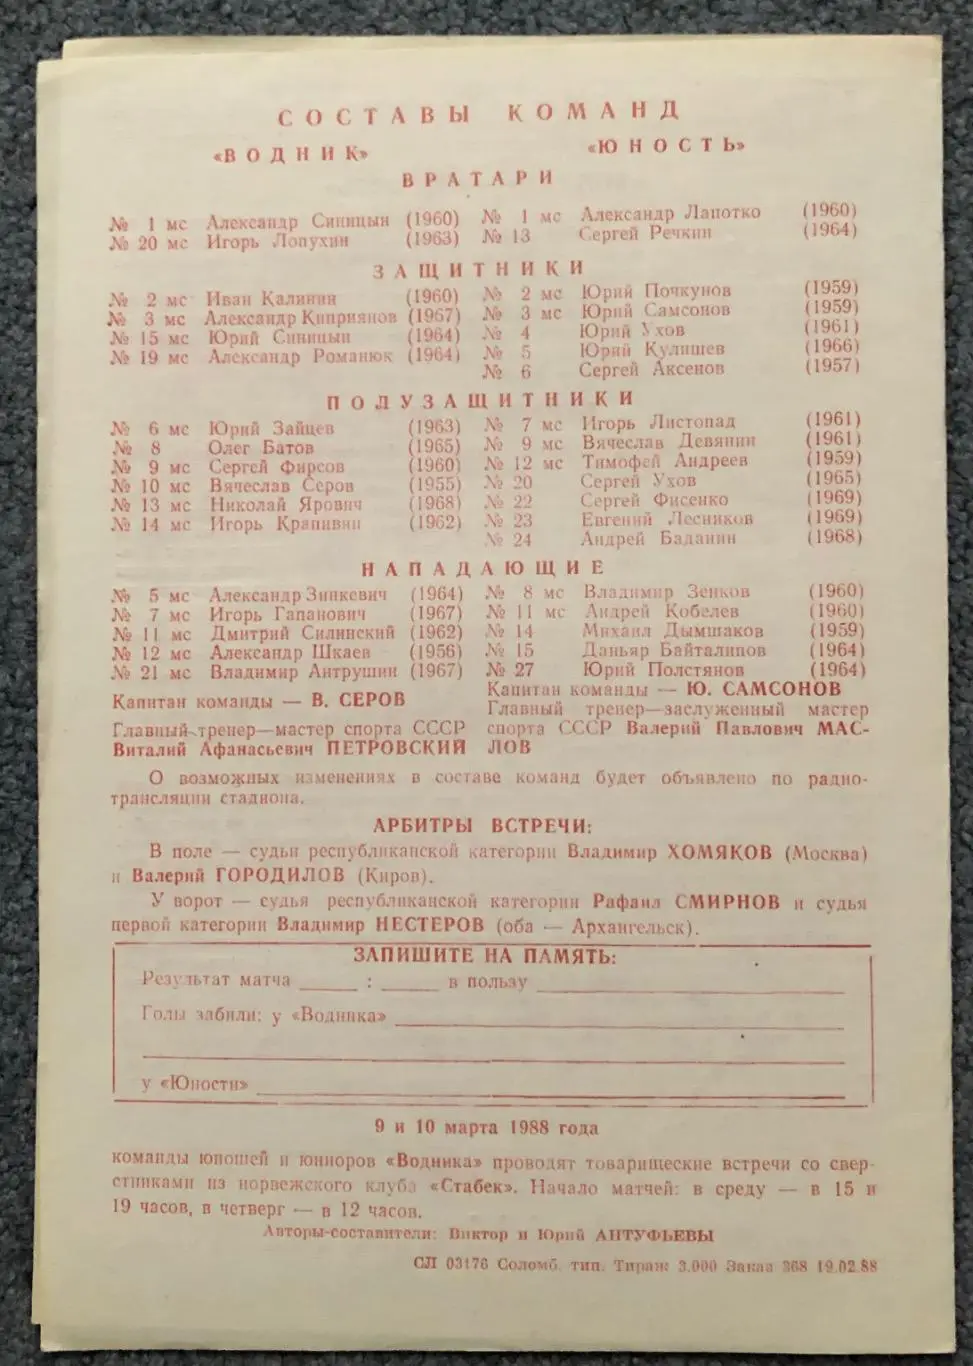 СОСТАВЫ КОМАНД
«ВОДНИК» «ЮНОСТЬ»
ВРАТАРИ
№ 1 мс Александр Синицын (1960) № 1 мс Александр Лапотко (1960)
№ 20 мс Игорь Лопухин (1963) № 13 Сергей Речкин (1964)
ЗАЩИТНИКИ
№ 2 мс Иван Калинин (1960) № 2 мс Юрий Почкунов (1959)
№ 3 мс Александр Киприянов (1967) № 3 мс Юрий Самсонов (1959)
№ 15 мс Юрий Синицын (1964) № 4 Юрий Ухов (1961)
№ 19 мс Александр Романюк (1964) № 5 Юрий Кулишев (1966)
№ 6 Сергей Аксенов (1957)
ПОЛУЗАЩИТНИКИ
№ 6 мс Юрий Зайцев (1963) № 7 мс Игорь Листопад (1961)
№ 8 Олег Батов (1965) № 9 мс Вячеслав Девянин (1961)
№ 9 мс Сергей Фирсов (1960) № 12 мс Тимофей Андреев (1959)
№ 10 мс Вячеслав Серов (1955) № 20 Сергей Ухов (1965)
№ 13 мс Николай Ярович (1968) № 22 Сергей Фисенко (1969)
№ 14 мс Игорь Крапивин (1962) № 23 Евгений Лесников (1969)
№ 24 Андрей Баданин (1968)
НАПАДАЮЩИЕ
№ 5 мс Александр Зинкевич (1964) № 8 мс Владимир Зенков (1960)
№ 7 мс Игорь Гапанович (1967) № 11 мс Андрей Кобелев (1960)
№ 11 мс Дмитрий Силинский (1962) № 14 Михаил Дымшаков (1959)
№ 12 мс Александр Шкаев (1956) № 15 Даньяр Байталипов (1964)
№ 21 мс Владимир Антрушин (1967) № 27 Юрий Полстянов (1964)
Капитан команды — В. СЕРОВ
Главный тренер—мастер спорта СССР
Виталий Афанасьевич ПЕТРОВСКИЙ
Капитан команды — Ю. САМСОНОВ
Главный тренер—заслуженный мастер
спорта СССР Валерий Павлович МАС-
ЛОВ
О возможных изменениях в составе команд будет объявлено по радио-
трансляции стадиона.
АРБИТРЫ ВСТРЕЧИ:
В поле — судьи республиканской категории Владимир ХОМЯКОВ (Москва)
и Валерий ГОРОДИЛОВ (Киров).
У ворот — судья республиканской категории Рафаил СМИРНОВ и судья
первой категории Владимир НЕСТЕРОВ (оба — Архангельск).
ЗАПИШИТЕ НА ПАМЯТЬ:
Результат матча _____ : _____ в пользу _____
Голы забили: у «Водника» _____
у «Юности» _____
9 и 10 марта 1988 года
команды юношей и юниоров «Водника» проводят товарищеские встречи со свер-
стниками из норвежского клуба «Стабек». Начало матчей: в среду — в 15 и
19 часов, в четверг — в 12 часов.
Авторы-составители: Виктор и Юрий АНТУФЬЕВЫ
СЛ 03176 Соломб. тип. Тираж 3.000 Заказ 368 19.02.88